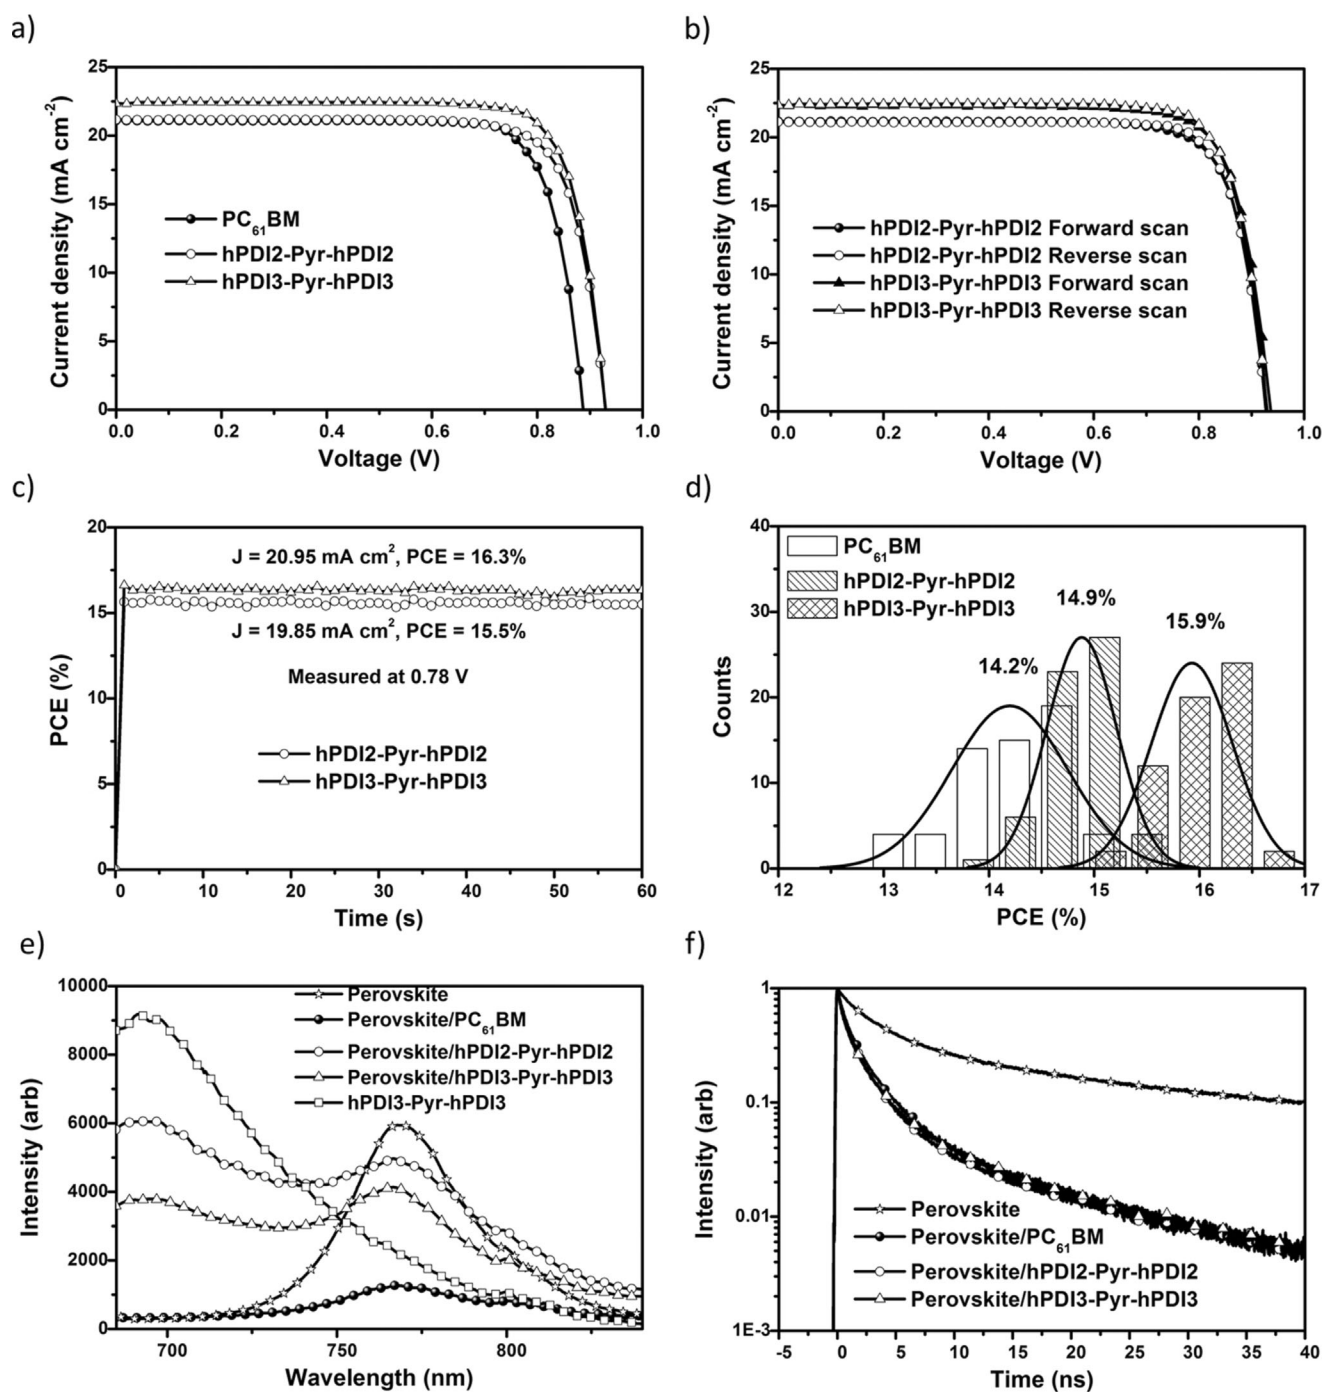 a)
25
20
15
10
5
0
Current density (mA cm-2)
PC61BM
hPDI2-Pyr-hPDI2
hPDI3-Pyr-hPDI3
0.0 0.2 0.4 0.6 0.8 1.0
Voltage (V)
b)
25
20
15
10
5
0
Current density (mA cm-2)
hPDI2-Pyr-hPDI2 Forward scan
hPDI2-Pyr-hPDI2 Reverse scan
hPDI3-Pyr-hPDI3 Forward scan
hPDI3-Pyr-hPDI3 Reverse scan
0.0 0.2 0.4 0.6 0.8 1.0
Voltage (V)
c)
20
15
10
5
0
PCE (%)
J = 20.95 mA cm2, PCE = 16.3%
J = 19.85 mA cm2, PCE = 15.5%
Measured at 0.78 V
hPDI2-Pyr-hPDI2
hPDI3-Pyr-hPDI3
0 10 20 30 40 50 60
Time (s)
d)
40
30
20
10
0
Counts
PC61BM
hPDI2-Pyr-hPDI2
hPDI3-Pyr-hPDI3
14.2%
14.9%
15.9%
12 13 14 15 16 17
PCE (%)
e)
10000
8000
6000
4000
2000
0
Intensity (arb)
Perovskite
Perovskite/PC61BM
Perovskite/hPDI2-Pyr-hPDI2
Perovskite/hPDI3-Pyr-hPDI3
hPDI3-Pyr-hPDI3
700 750 800
Wavelength (nm)
f)
1
0.1
0.01
1E-3
Intensity (arb)
Perovskite
Perovskite/PC61BM
Perovskite/hPDI2-Pyr-hPDI2
Perovskite/hPDI3-Pyr-hPDI3
-5 0 5 10 15 20 25 30 35 40
Time (ns)